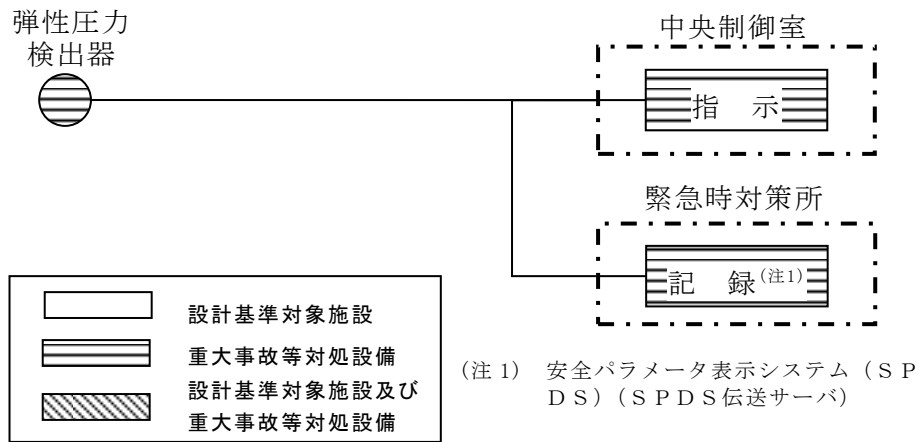 弾性圧力
検出器
中央制御室
指　示
緊急時対策所
記　録(注1)
設計基準対象施設
重大事故等対処設備
設計基準対象施設及び
重大事故等対処設備
(注1)　安全パラメータ表示システム（ＳＰ
ＤＳ）（ＳＰＤＳ伝送サーバ）